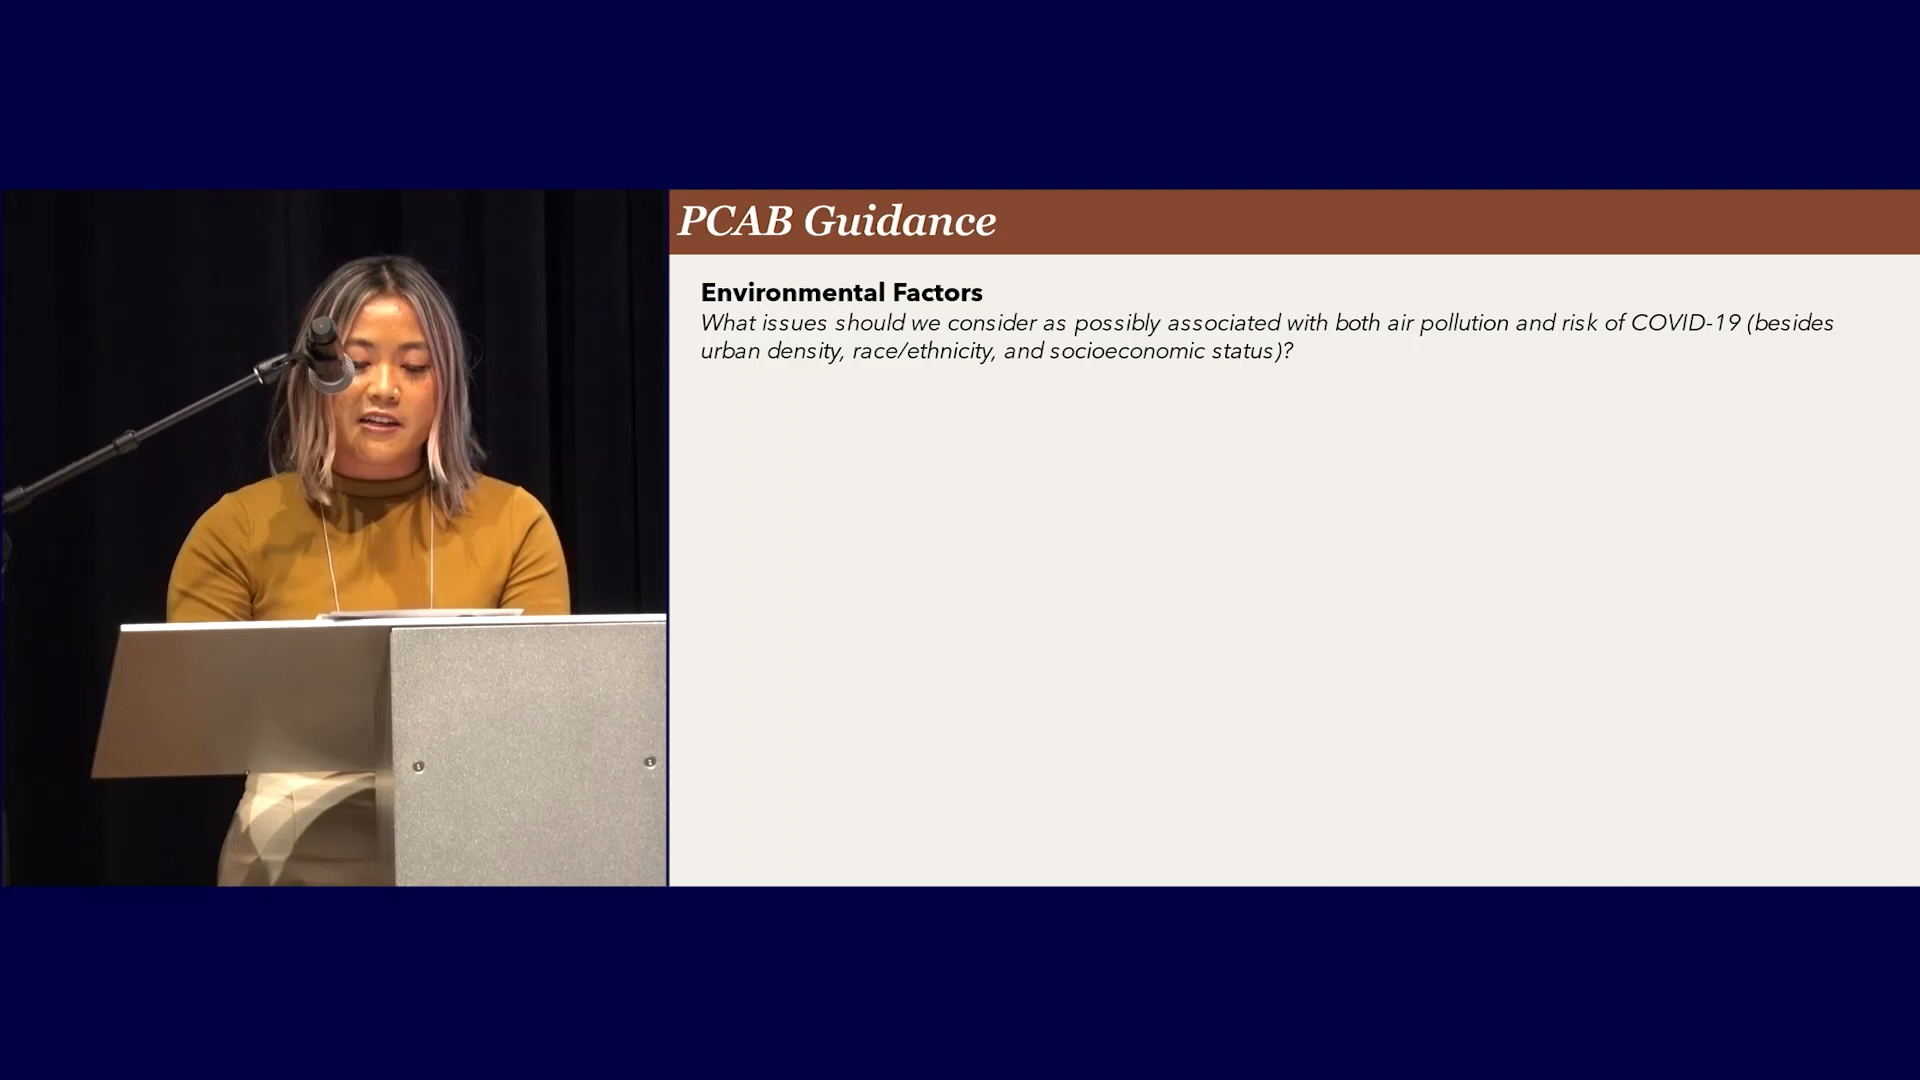 PCAB Guidance
Environmental Factors
What issues should we consider as possibly associated with both air pollution and risk of COVID-19 (besides
urban density, race/ethnicity, and socioeconomic status)?